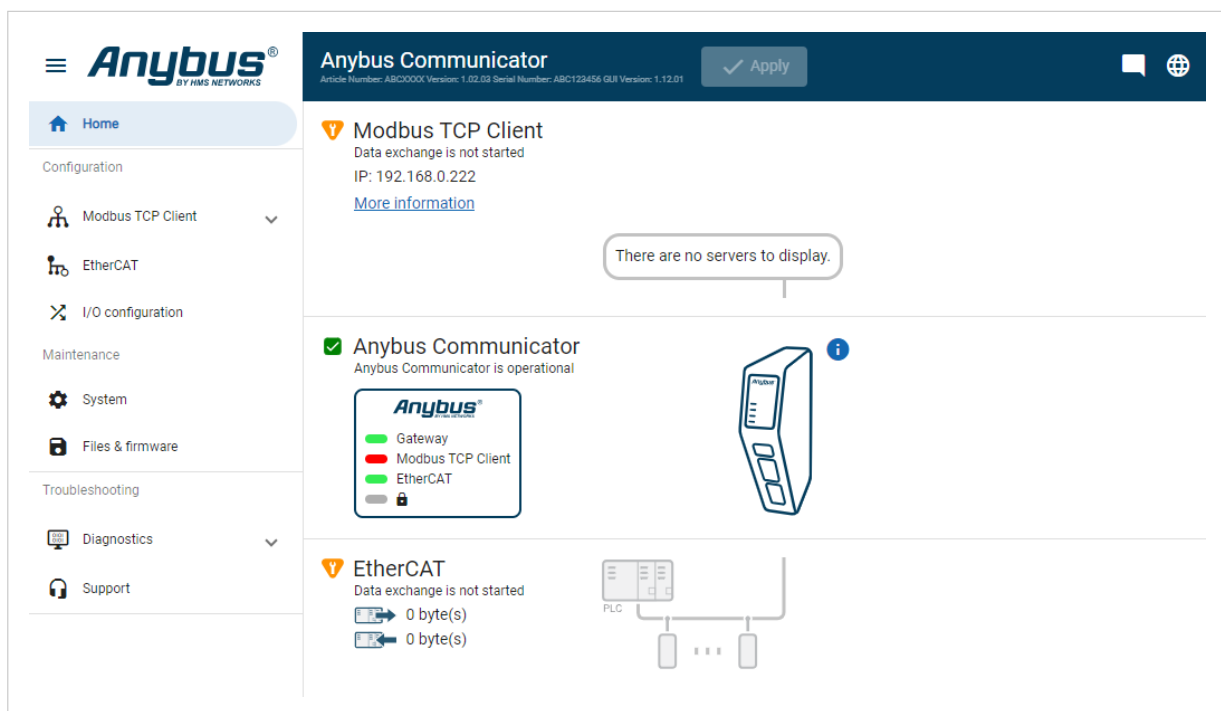 Anybus®
BY HMS NETWORKS
Home
Configuration
Modbus TCP Client
EtherCAT
I/O configuration
Maintenance
System
Files & firmware
Troubleshooting
Diagnostics
Support
Anybus Communicator
Article Number: ABCXXXX Version: 1.02.03 Serial Number: ABC123456 GUI Version: 1.12.01
Apply
Modbus TCP Client
Data exchange is not started
IP: 192.168.0.222
More information
There are no servers to display.
Anybus Communicator
Anybus Communicator is operational
Anybus®
BY HMS NETWORKS
Gateway
Modbus TCP Client
EtherCAT
Anybus
EtherCAT
Data exchange is not started
0 byte(s)
0 byte(s)
PLC